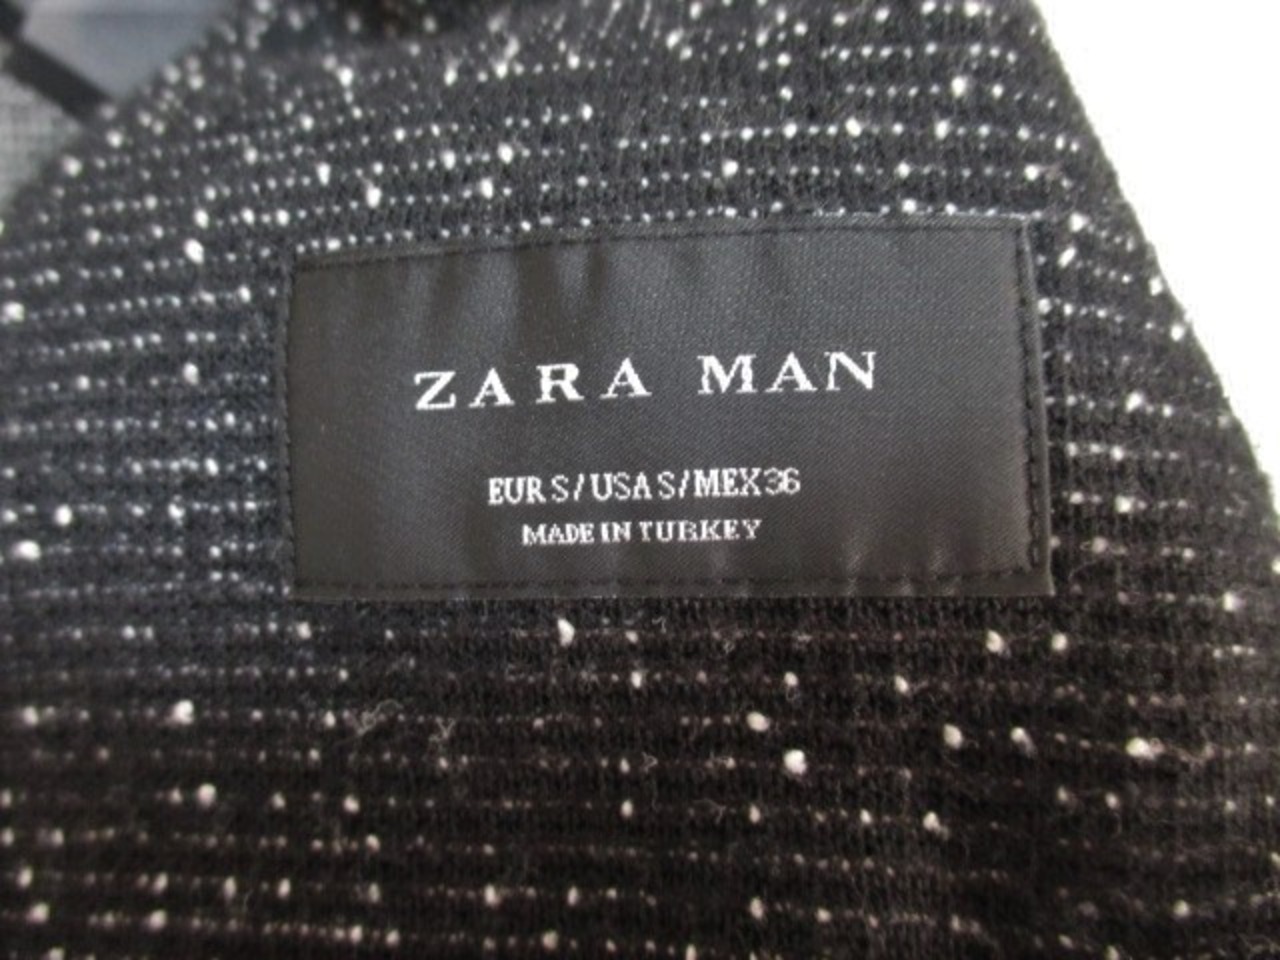 ZARA MAN
EUR S/USA S/MEX 36
MADE IN TURKEY